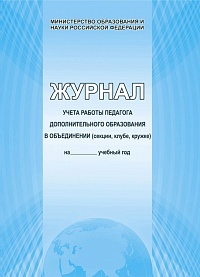 МИНИСТЕРСТВО ОБРАЗОВАНИЯ И
НАУКИ РОССИЙСКОЙ ФЕДЕРАЦИИ
ЖУРНАЛ
УЧЕТА РАБОТЫ ПЕДАГОГА
ДОПОЛНИТЕЛЬНОГО ОБРАЗОВАНИЯ
В ОБЪЕДИНЕНИИ (секции, клубе, кружке)
на_________ учебный год